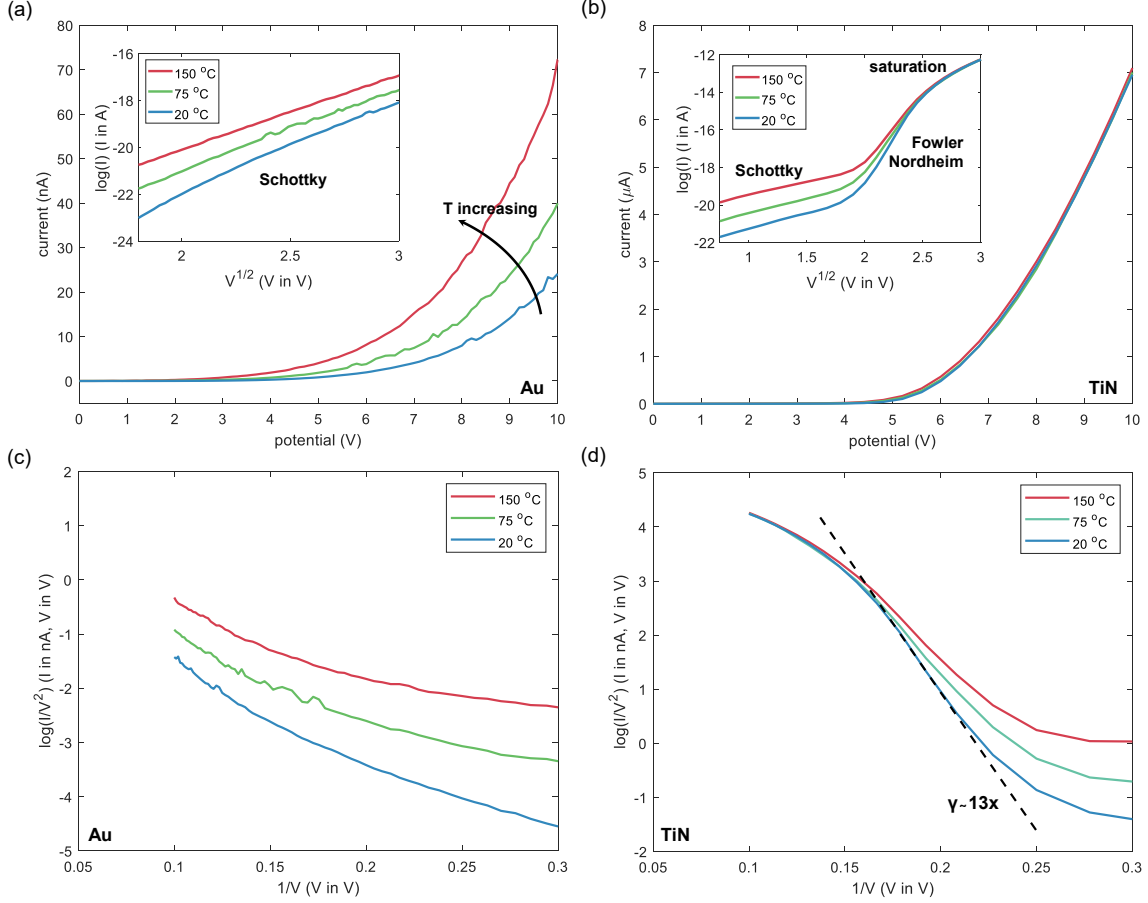 (a)
80
70
60
50
40
30
20
10
0
current (nA)
0 1 2 3 4 5 6 7 8 9 10
potential (V)
Au
T increasing
-16
-18
-20
-22
-24
log(I) (I in A)
2 2.5 3
V^1/2 (V in V)
150 °C
75 °C
20 °C
Schottky
(b)
8
7
6
5
4
3
2
1
0
current (μA)
0 1 2 3 4 5 6 7 8 9 10
potential (V)
TiN
-12
-14
-16
-18
-20
-22
log(I) (I in A)
1 1.5 2 2.5 3
V^1/2 (V in V)
150 °C
75 °C
20 °C
saturation
Schottky
Fowler
Nordheim
(c)
2
1
0
-1
-2
-3
-4
-5
log(I/V^2) (I in nA, V in V)
0.05 0.1 0.15 0.2 0.25 0.3
1/V (V in V)
150 °C
75 °C
20 °C
Au
(d)
5
4
3
2
1
0
-1
-2
log(I/V^2) (I in nA, V in V)
0.05 0.1 0.15 0.2 0.25 0.3
1/V (V in V)
150 °C
75 °C
20 °C
γ~13x
TiN